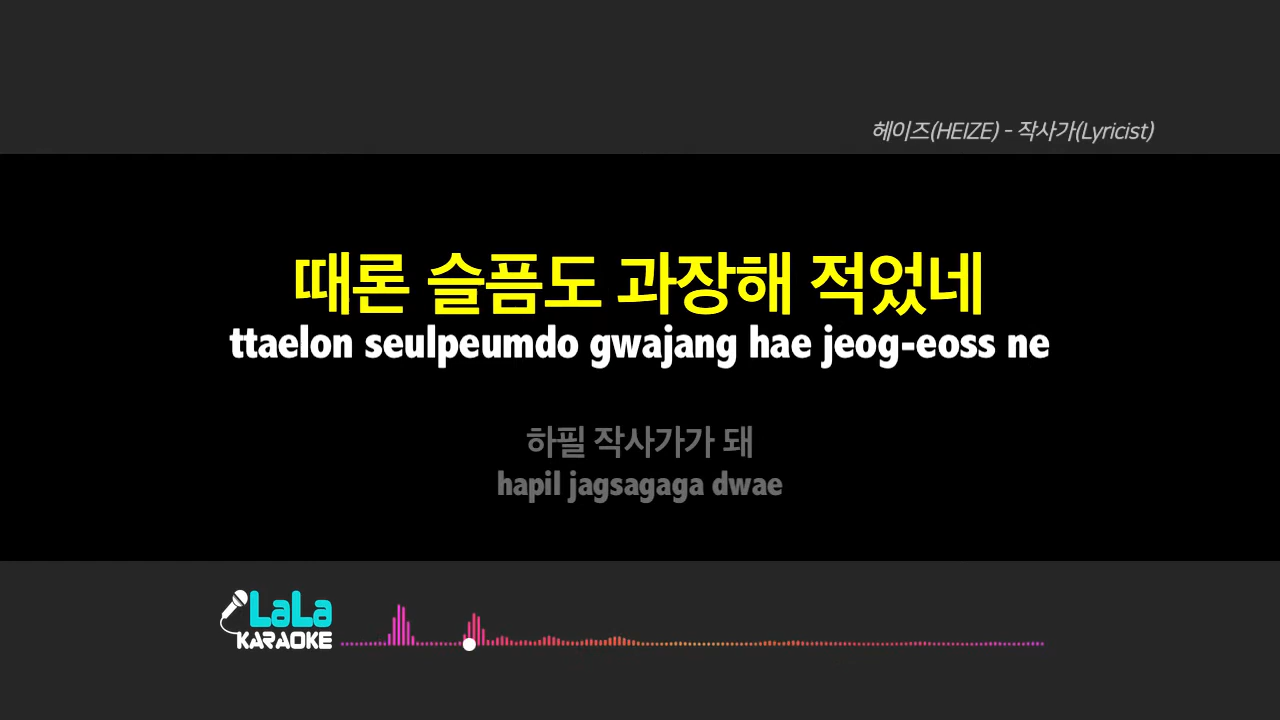 헤이즈(HEIZE) - 작사가(Lyricist)
때론 슬픔도 과장해 적었네
ttaelon seulpeumdo gwajang hae jeog-eoss ne
하필 작사가가 돼
hapil jagsagaga dwae
LaLa
KARAOKE